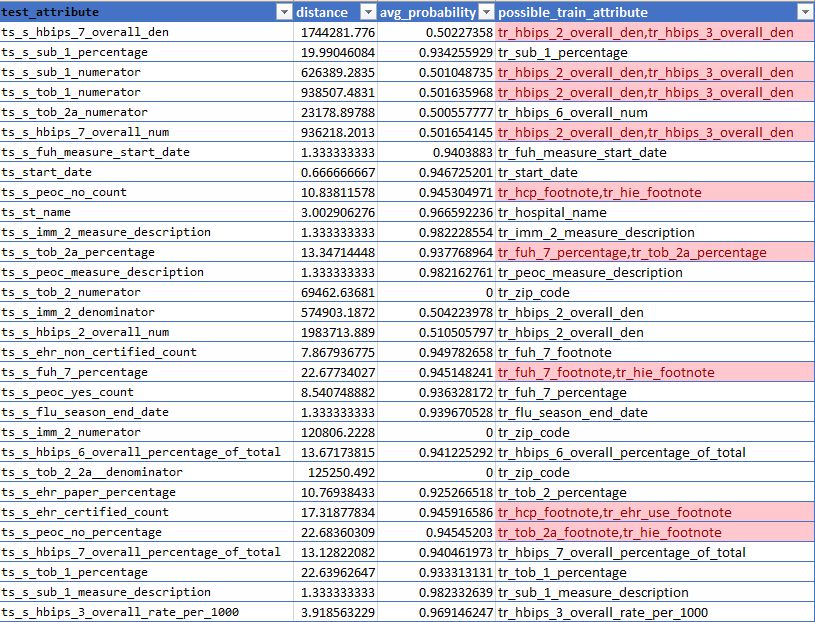 test_attribute distance avg_probability possible_train_attribute
ts_s_hbips_7_overall_den 1744281.776 0.50227358 tr_hbips_2_overall_den,tr_hbips_3_overall_den
ts_s_sub_1_percentage 19.99046084 0.934255929 tr_sub_1_percentage
ts_s_sub_1_numerator 626389.2835 0.501048735 tr_hbips_2_overall_den,tr_hbips_3_overall_den
ts_s_tob_1_numerator 938507.4831 0.501635968 tr_hbips_2_overall_den,tr_hbips_3_overall_den
ts_s_tob_2a_numerator 23178.89788 0.500557777 tr_hbips_6_overall_num
ts_s_hbips_7_overall_num 936218.2013 0.501654145 tr_hbips_2_overall_den,tr_hbips_3_overall_den
ts_s_fuh_measure_start_date 1.333333333 0.9403883 tr_fuh_measure_start_date
ts_start_date 0.666666667 0.946725201 tr_start_date
ts_s_peoc_no_count 10.83811578 0.945304971 tr_hcp_footnote,tr_hie_footnote
ts_st_name 3.002906276 0.966592236 tr_hospital_name
ts_s_imm_2_measure_description 1.333333333 0.982228554 tr_imm_2_measure_description
ts_s_tob_2a_percentage 13.34714448 0.937768964 tr_fuh_7_percentage,tr_tob_2a_percentage
ts_s_peoc_measure_description 1.333333333 0.982162761 tr_peoc_measure_description
ts_s_tob_2_numerator 69462.63681 0 tr_zip_code
ts_s_imm_2_denominator 574903.1872 0.504223978 tr_hbips_2_overall_den
ts_s_hbips_2_overall_num 1983713.889 0.510505797 tr_hbips_2_overall_den
ts_s_ehr_non_certified_count 7.867936775 0.949782658 tr_fuh_7_footnote
ts_s_fuh_7_percentage 22.67734027 0.945148241 tr_fuh_7_footnote,tr_hie_footnote
ts_s_peoc_yes_count 8.540748882 0.936328172 tr_fuh_7_percentage
ts_s_flu_season_end_date 1.333333333 0.939670528 tr_flu_season_end_date
ts_s_imm_2_numerator 120806.2228 0 tr_zip_code
ts_s_hbips_6_overall_percentage_of_total 13.67173815 0.941225292 tr_hbips_6_overall_percentage_of_total
ts_s_tob_2_2a__denominator 125250.492 0 tr_zip_code
ts_s_ehr_paper_percentage 10.76938433 0.925266518 tr_tob_2_percentage
ts_s_ehr_certified_count 17.31877834 0.945916586 tr_hcp_footnote,tr_ehr_use_footnote
ts_s_peoc_no_percentage 22.68360309 0.94545203 tr_tob_2a_footnote,tr_hie_footnote
ts_s_hbips_7_overall_percentage_of_total 13.12822082 0.940461973 tr_hbips_7_overall_percentage_of_total
ts_s_tob_1_percentage 22.63962647 0.933313131 tr_tob_1_percentage
ts_s_sub_1_measure_description 1.333333333 0.982332639 tr_sub_1_measure_description
ts_s_hbips_3_overall_rate_per_1000 3.918563229 0.969146247 tr_hbips_3_overall_rate_per_1000